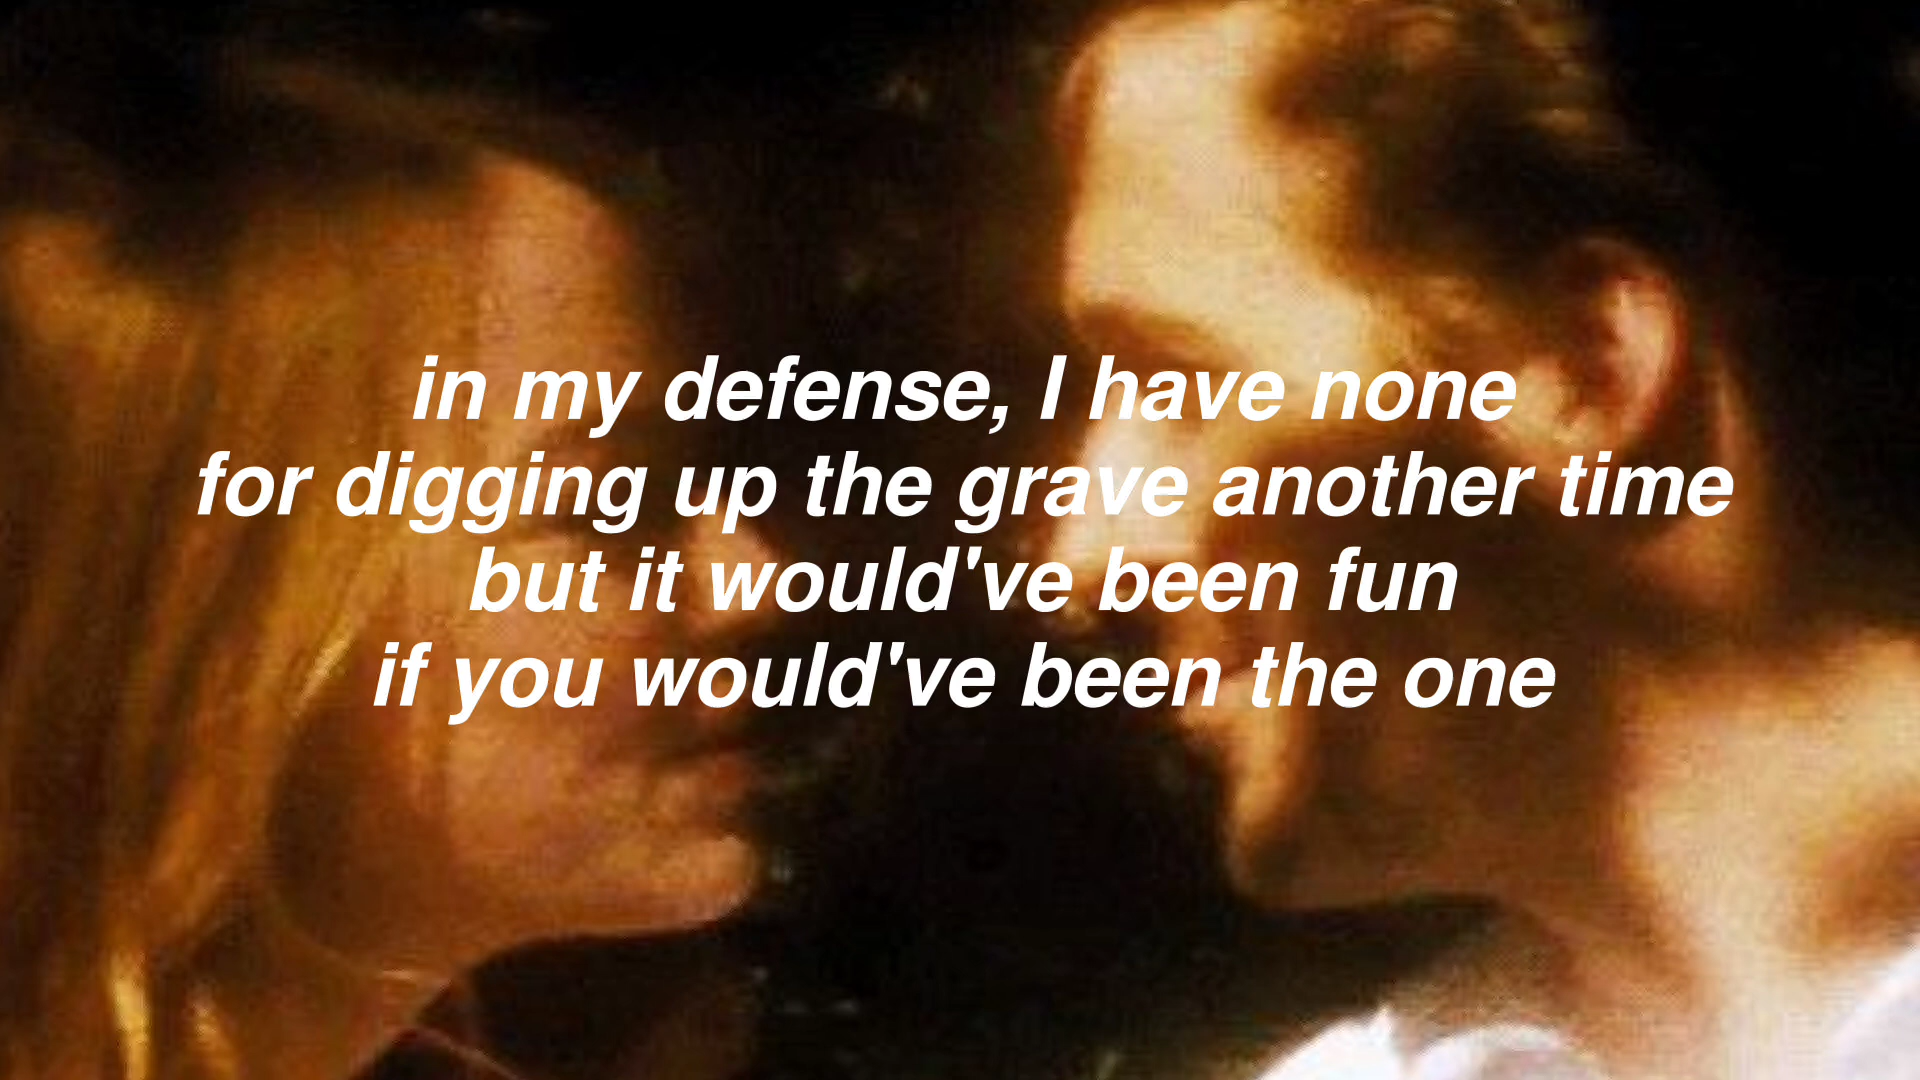 in my defense, I have none
for digging up the grave another time
but it would've been fun
if you would've been the one